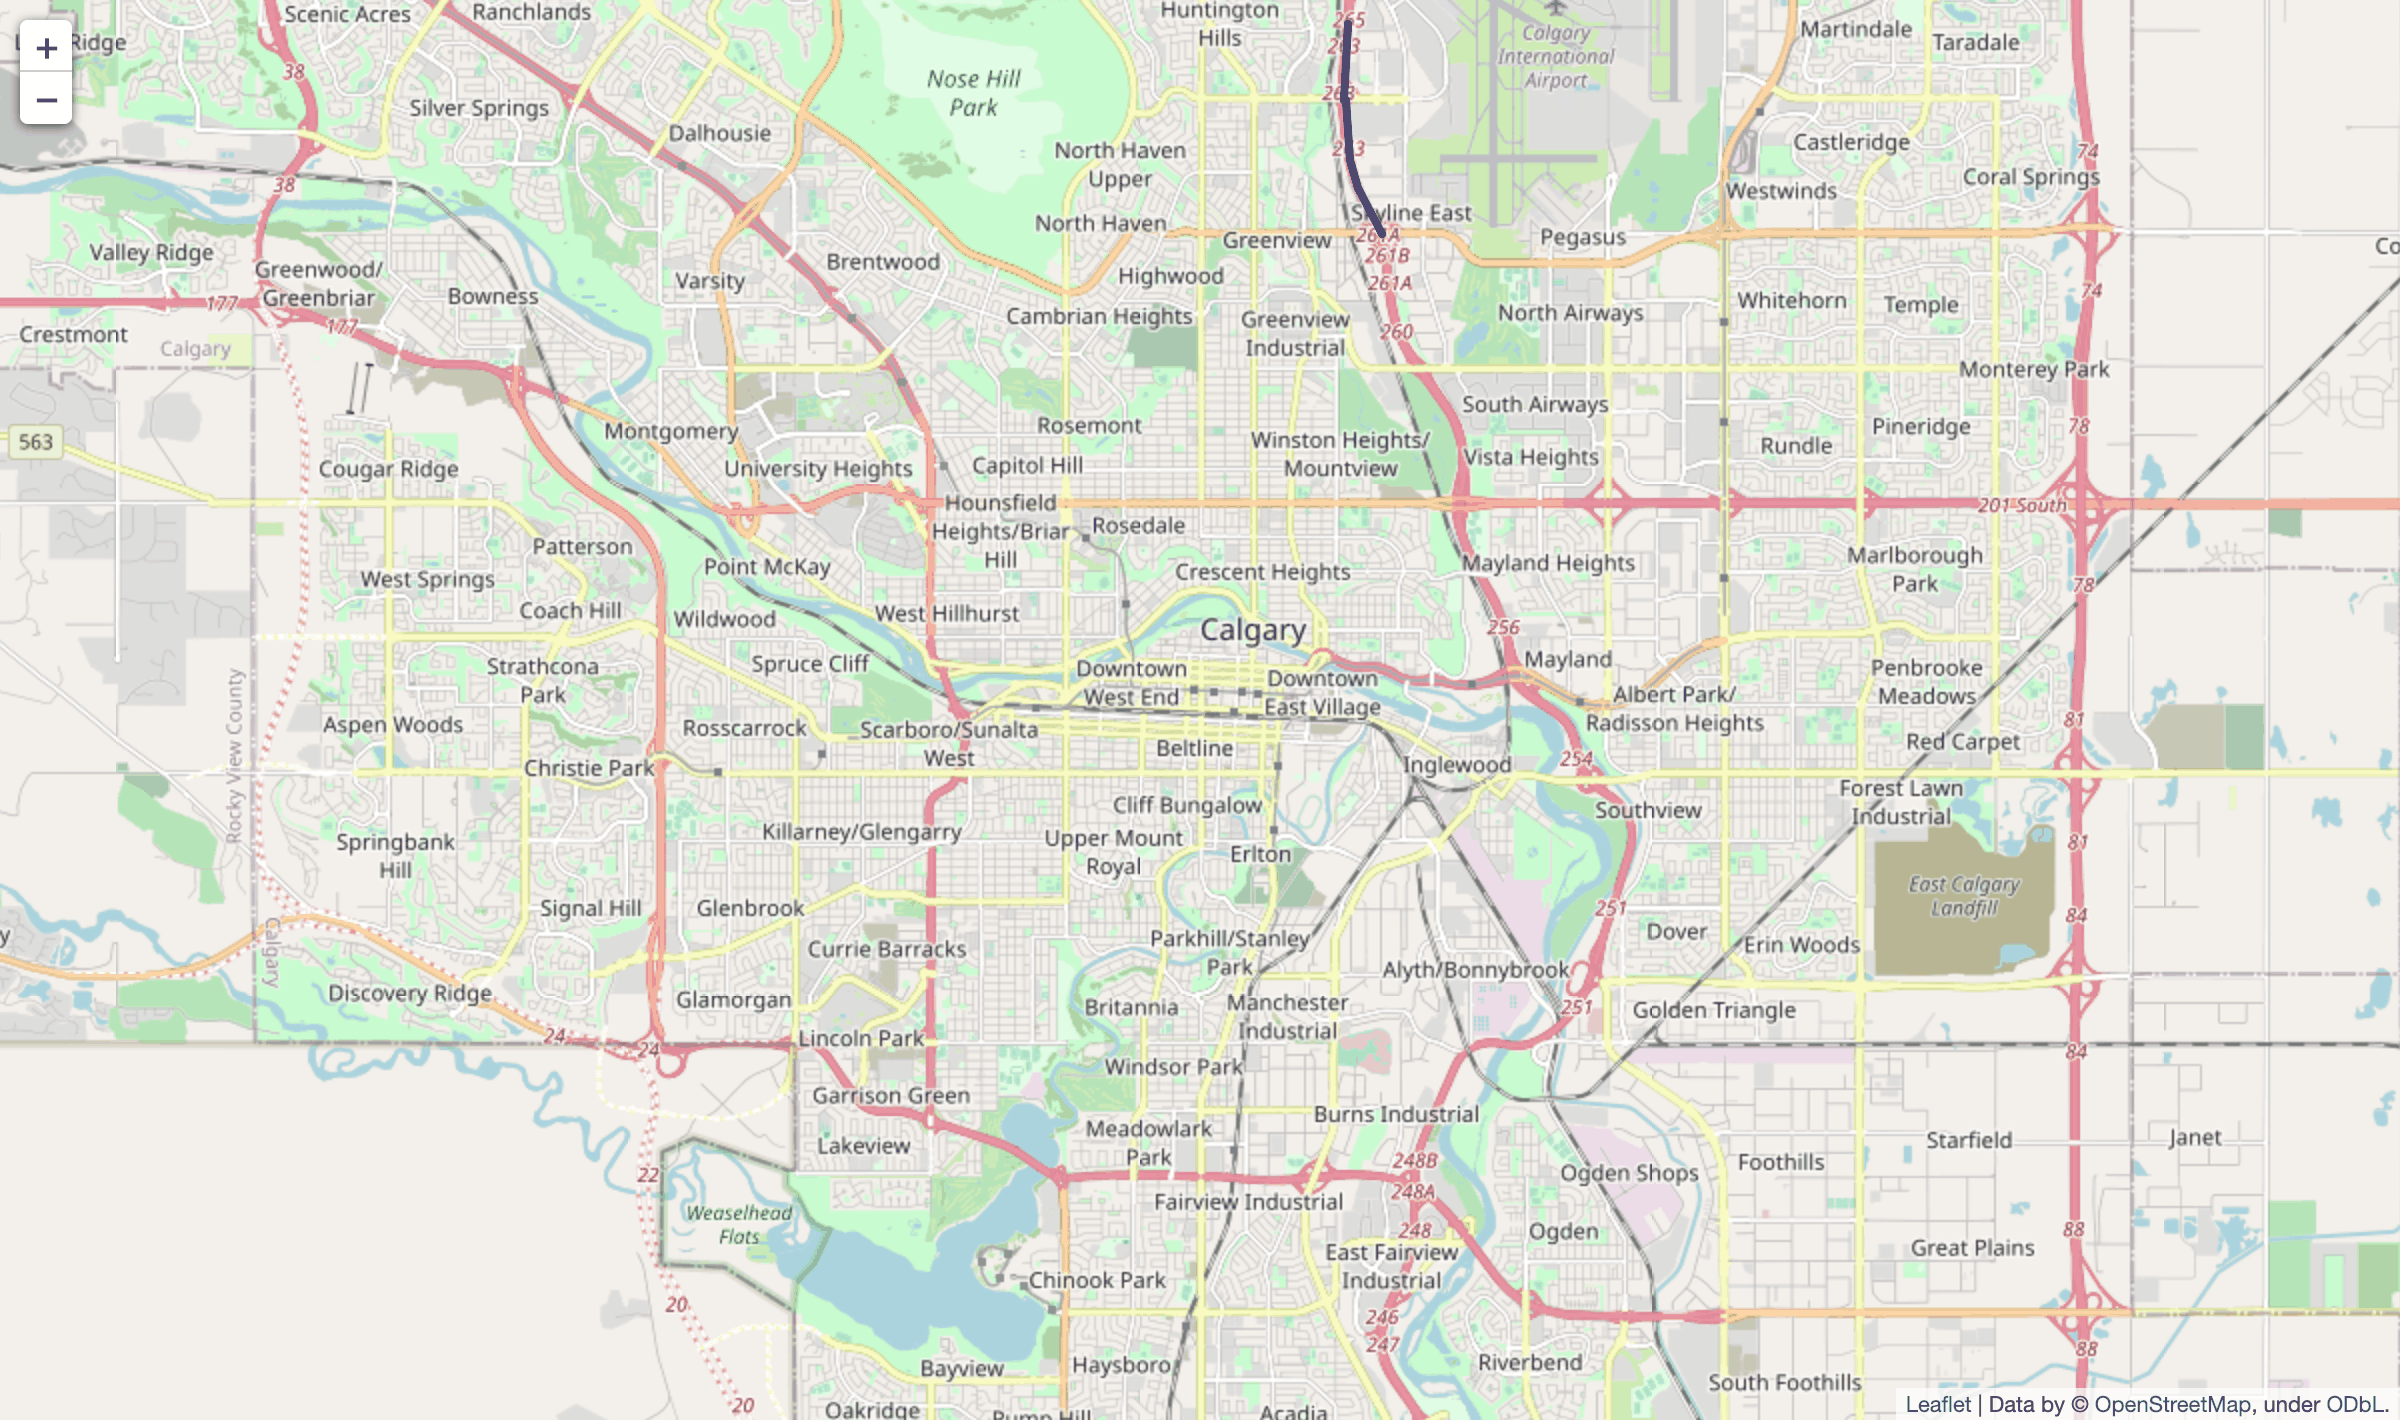 Scenic Acres
Ranchlands
Huntington
Hills
265
263
Calgary
International
Airport
Martindale
Taradale
+
−
Ridge
38
Silver Springs
Dalhousie
Nose Hill
Park
North Haven
Upper
263
Castleridge
74
Coral Springs
38
Westwinds
North Haven
Skyline East
Greenview
261A
Pegasus
Valley Ridge
Greenwood/
Greenbriar
Bowness
Varsity
Brentwood
Highwood
261B
261A
74
Co
177
177
Crestmont
Calgary
Cambrian Heights
Greenview
Industrial
260
North Airways
Whitehorn
Temple
Monterey Park
563
Montgomery
Rosemont
South Airways
Winston Heights/
Mountview
Vista Heights
Rundle
Pineridge
78
Cougar Ridge
University Heights
Capitol Hill
Hounsfield
Heights/Briar
Hill
Rosedale
201 South
Patterson
West Springs
Point McKay
Crescent Heights
Mayland Heights
Marlborough
Park
78
Coach Hill
Wildwood
West Hillhurst
Calgary
256
Strathcona
Park
Spruce Cliff
Downtown
West End
Downtown
East Village
Mayland
Penbrooke
Meadows
Albert Park/
Radisson Heights
Rocky View County
Aspen Woods
Rosscarrock
Scarboro/Sunalta
West
Beltline
81
Red Carpet
Christie Park
Inglewood
254
Forest Lawn
Industrial
Cliff Bungalow
Southview
Springbank
Hill
Killarney/Glengarry
Upper Mount
Royal
Erlton
81
East Calgary
Landfill
Signal Hill
Glenbrook
251
84
Calgary
Currie Barracks
Parkhill/Stanley
Park
Dover
Erin Woods
y
Discovery Ridge
Glamorgan
Britannia
Alyth/Bonnybrook
Manchester
Industrial
251
Golden Triangle
24
24
Lincoln Park
84
Windsor Park
Garrison Green
Burns Industrial
Lakeview
Meadowlark
Park
Starfield
Janet
22
248B
248A
Ogden Shops
Foothills
Fairview Industrial
Weaselhead
Flats
248
Ogden
88
East Fairview
Industrial
Great Plains
Chinook Park
20
246
247
88
Bayview
Haysboro
Riverbend
South Foothills
20
Oakridge
Pump Hill
Acadia
Leaflet | Data by © OpenStreetMap, under ODbL.